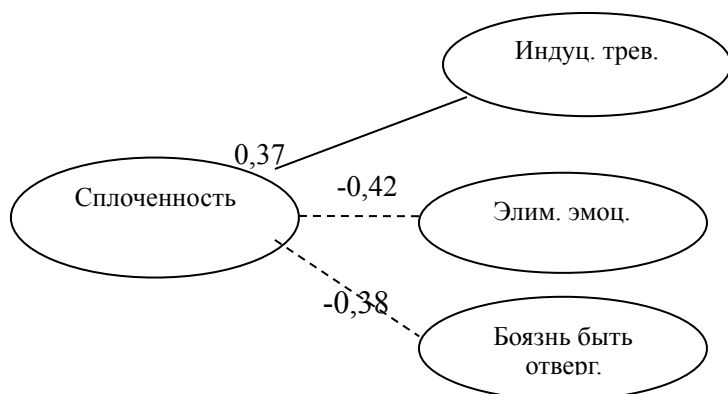 Индуц. трев.
0,37
-0,42
Сплоченность
Элим. эмоц.
-0,38
Боязнь быть
отверг.